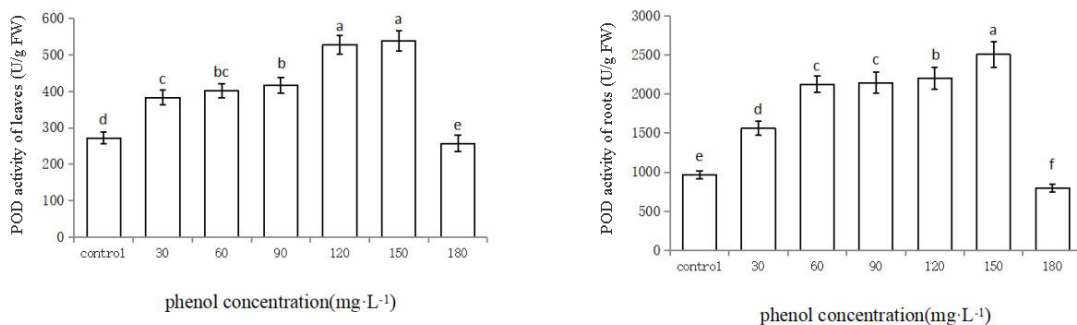 POD activity of leaves (U/g FW)
600
500
400
300
200
100
0
d
c
bc
b
a
a
e
control
30
60
90
120
150
180
phenol concentration(mg·L-1)
POD activity of roots (U/g FW)
3000
2500
2000
1500
1000
500
0
e
d
c
c
b
a
f
control
30
60
90
120
150
180
phenol concentration(mg·L-1)